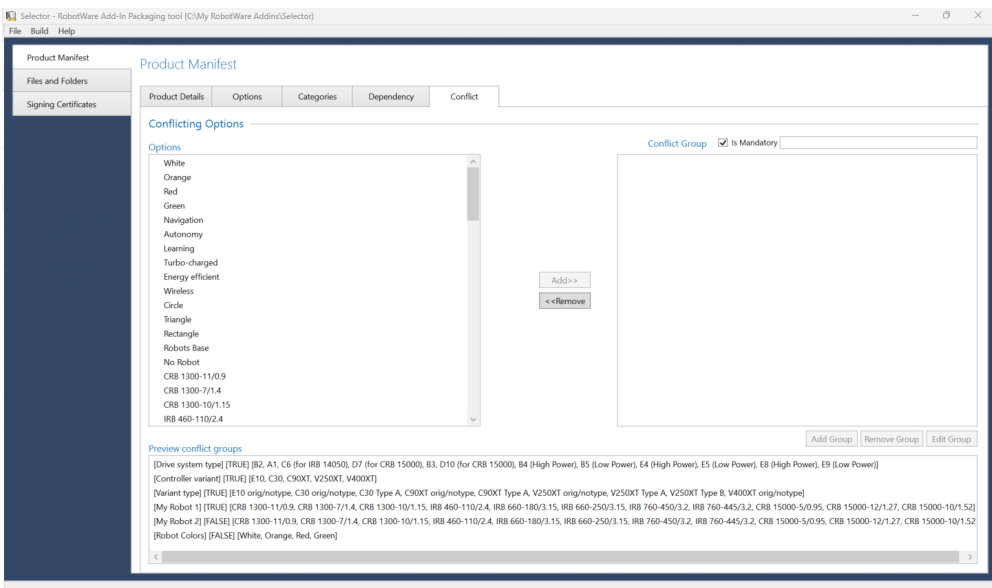 Selector - RobotWare Add-In Packaging tool (C:\My RobotWare Addins\Selector)
File Build Help
Product Manifest
Files and Folders
Signing Certificates
Product Manifest
Product Details Options Categories Dependency Conflict
Conflicting Options
Options
White
Orange
Red
Green
Navigation
Autonomy
Learning
Turbo-charged
Energy efficient
Wireless
Circle
Triangle
Rectangle
Robots Base
No Robot
CRB 1300-11/0.9
CRB 1300-7/1.4
CRB 1300-10/1.15
IRB 460-110/2.4
Add>>
<<Remove
Conflict Group Is Mandatory
Add Group Remove Group Edit Group
Preview conflict groups
[Drive system type] [TRUE] [B2, A1, C6 (for IRB 14050), D7 (for CRB 15000), B3, D10 (for CRB 15000), B4 (High Power), B5 (Low Power), E4 (High Power), E5 (Low Power), E8 (High Power), E9 (Low Power)]
[Controller variant] [TRUE] [E10, C30, C90XT, V250XT, V400XT]
[Variant type] [TRUE] [E10 orig/notype, C30 orig/notype, C30 Type A, C90XT orig/notype, C90XT Type A, V250XT orig/notype, V250XT Type A, V250XT Type B, V400XT orig/notype]
[My Robot 1] [TRUE] [CRB 1300-11/0.9, CRB 1300-7/1.4, CRB 1300-10/1.15, IRB 460-110/2.4, IRB 660-180/3.15, IRB 660-250/3.15, IRB 760-450/3.2, IRB 760-445/3.2, CRB 15000-5/0.95, CRB 15000-12/1.27, CRB 15000-10/1.52]
[My Robot 2] [FALSE] [CRB 1300-11/0.9, CRB 1300-7/1.4, CRB 1300-10/1.15, IRB 460-110/2.4, IRB 660-180/3.15, IRB 660-250/3.15, IRB 760-450/3.2, IRB 760-445/3.2, CRB 15000-5/0.95, CRB 15000-12/1.27, CRB 15000-10/1.52
[Robot Colors] [FALSE] [White, Orange, Red, Green]